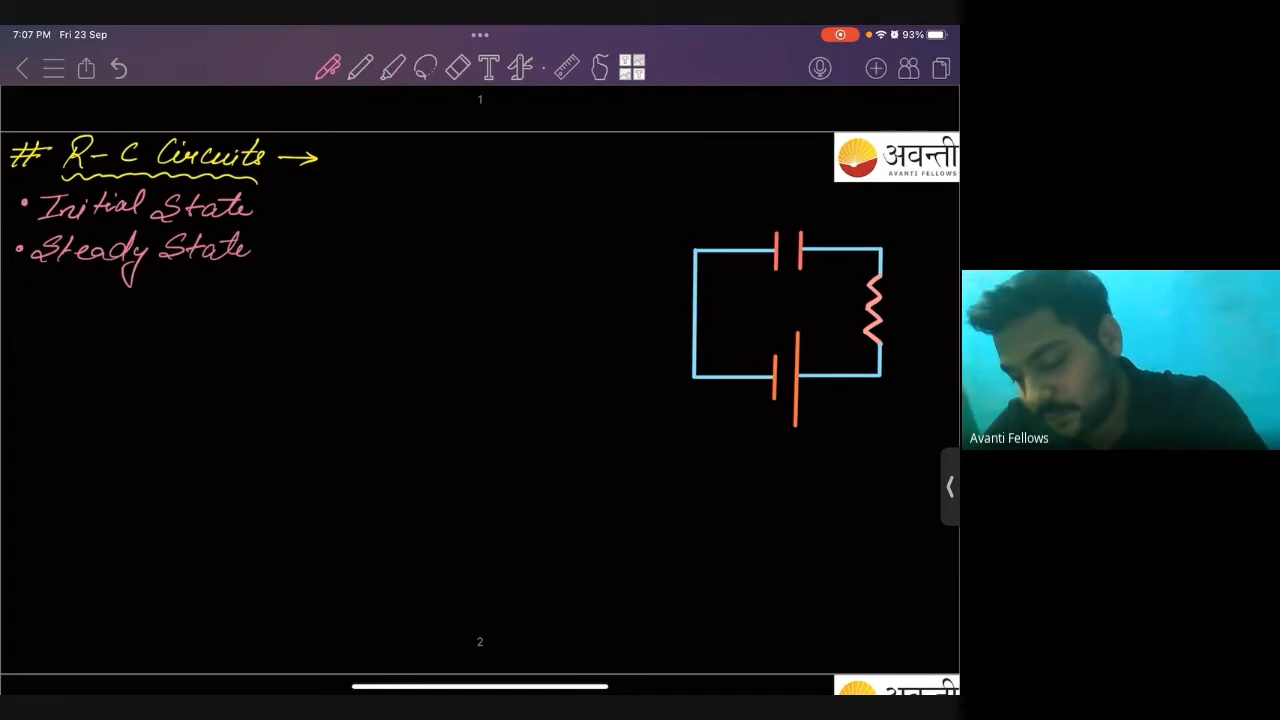 7:07 PM Fri 23 Sep
93%
1
# R-C Circuits →
अवन्ती
AVANTI FELLOWS
• Initial State
• Steady State
Avanti Fellows
2
अवन्ती